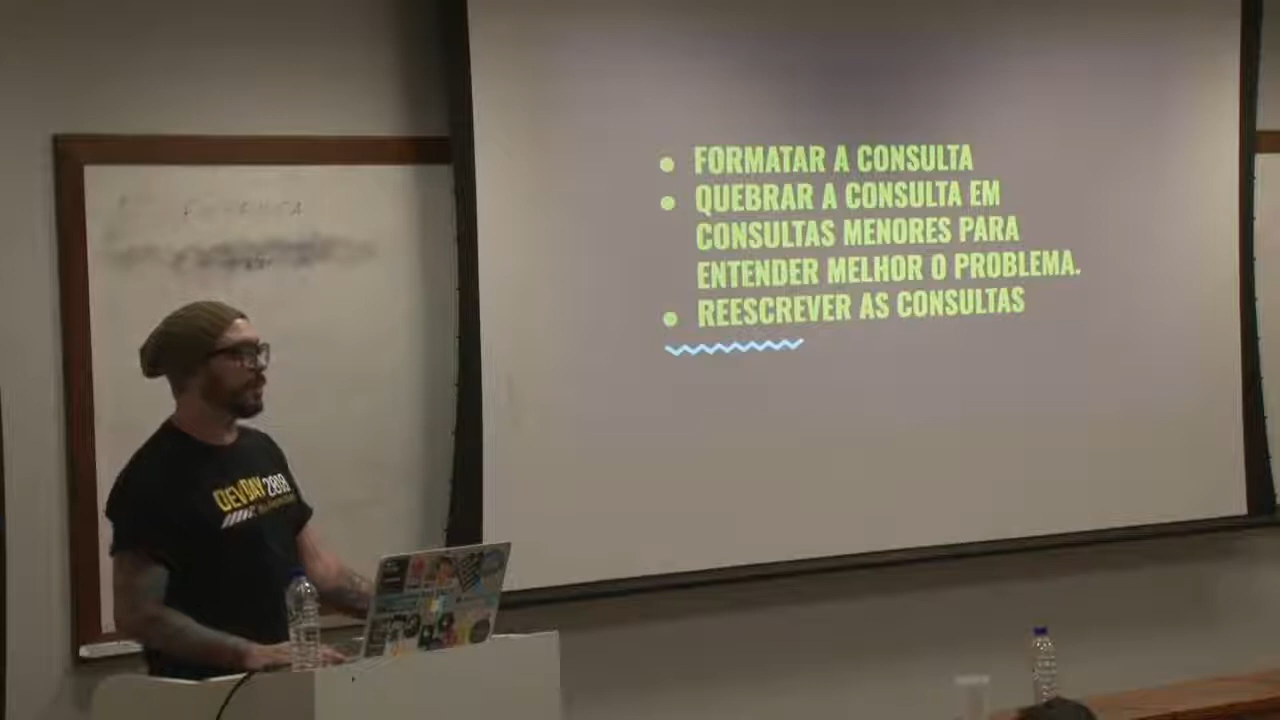 FORMATAR A CONSULTA
QUEBRAR A CONSULTA EM
CONSULTAS MENORES PARA
ENTENDER MELHOR O PROBLEMA.
REESCREVER AS CONSULTAS
DEVDAY 2018